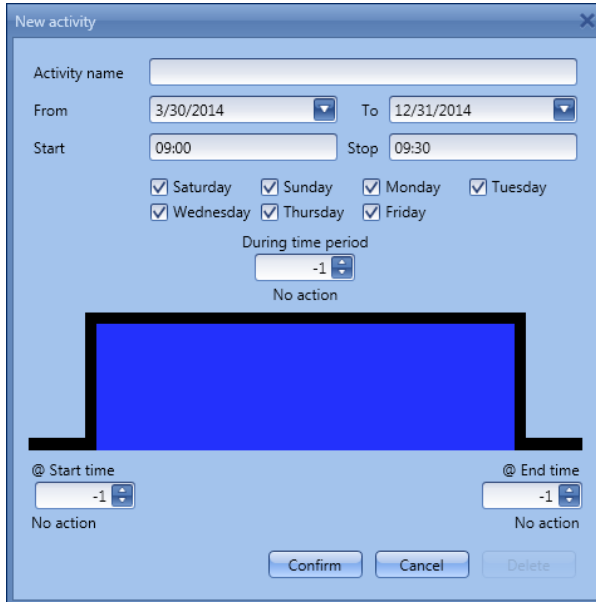 New activity
Activity name
From 3/30/2014 To 12/31/2014
Start 09:00 Stop 09:30
Saturday Sunday Monday Tuesday
Wednesday Thursday Friday
During time period
-1
No action
@ Start time @ End time
-1 -1
No action No action
Confirm Cancel Delete